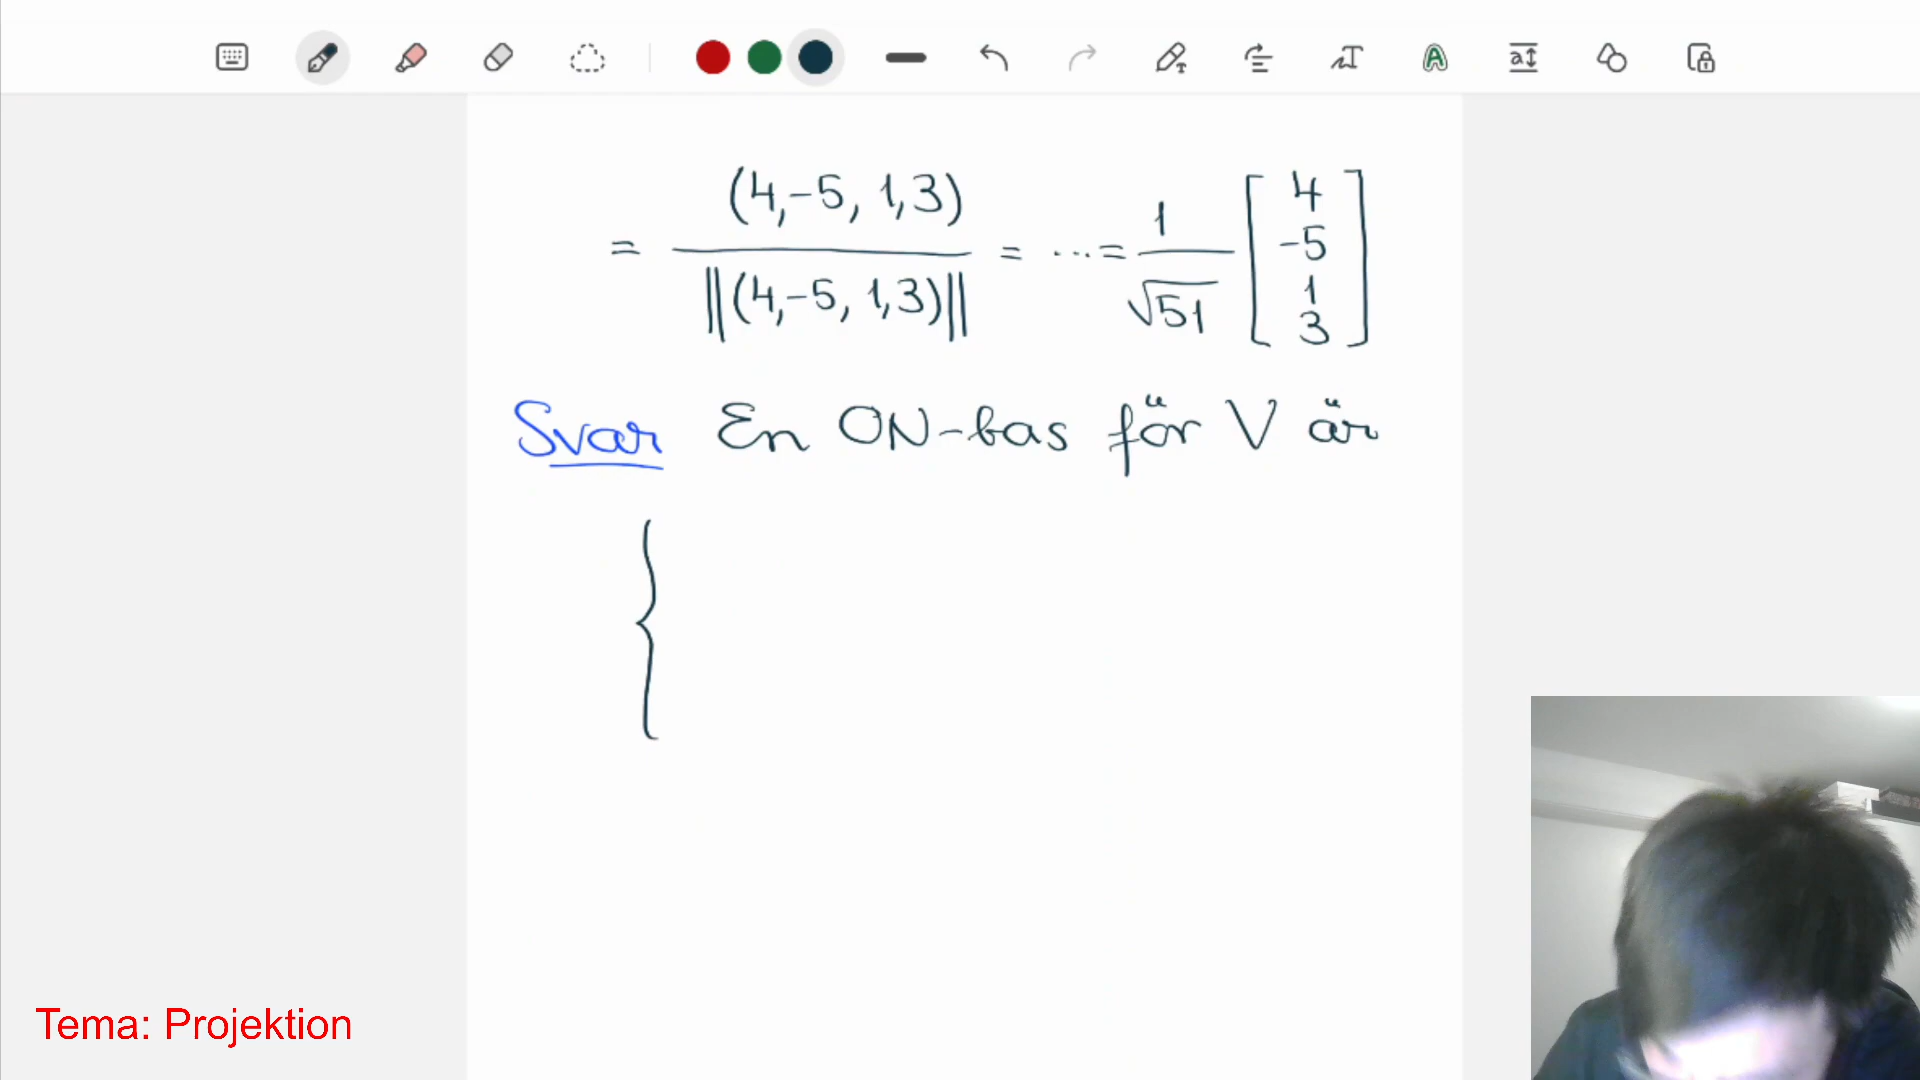 = (4,-5, 1,3) / ||(4,-5, 1,3)|| = ...= 1/√51 [4 -5 1 3]
Svar En ON-bas för V är
{
Tema: Projektion